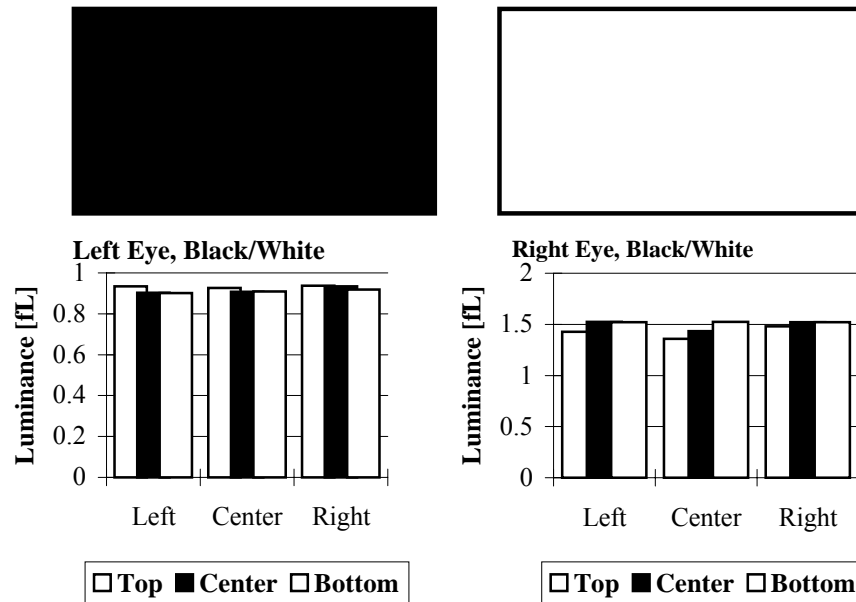 Left Eye, Black/White
Luminance [fL]
1
0.8
0.6
0.4
0.2
0
Left Center Right
Top Center Bottom
Right Eye, Black/White
Luminance [fL]
2
1.5
1
0.5
0
Left Center Right
Top Center Bottom